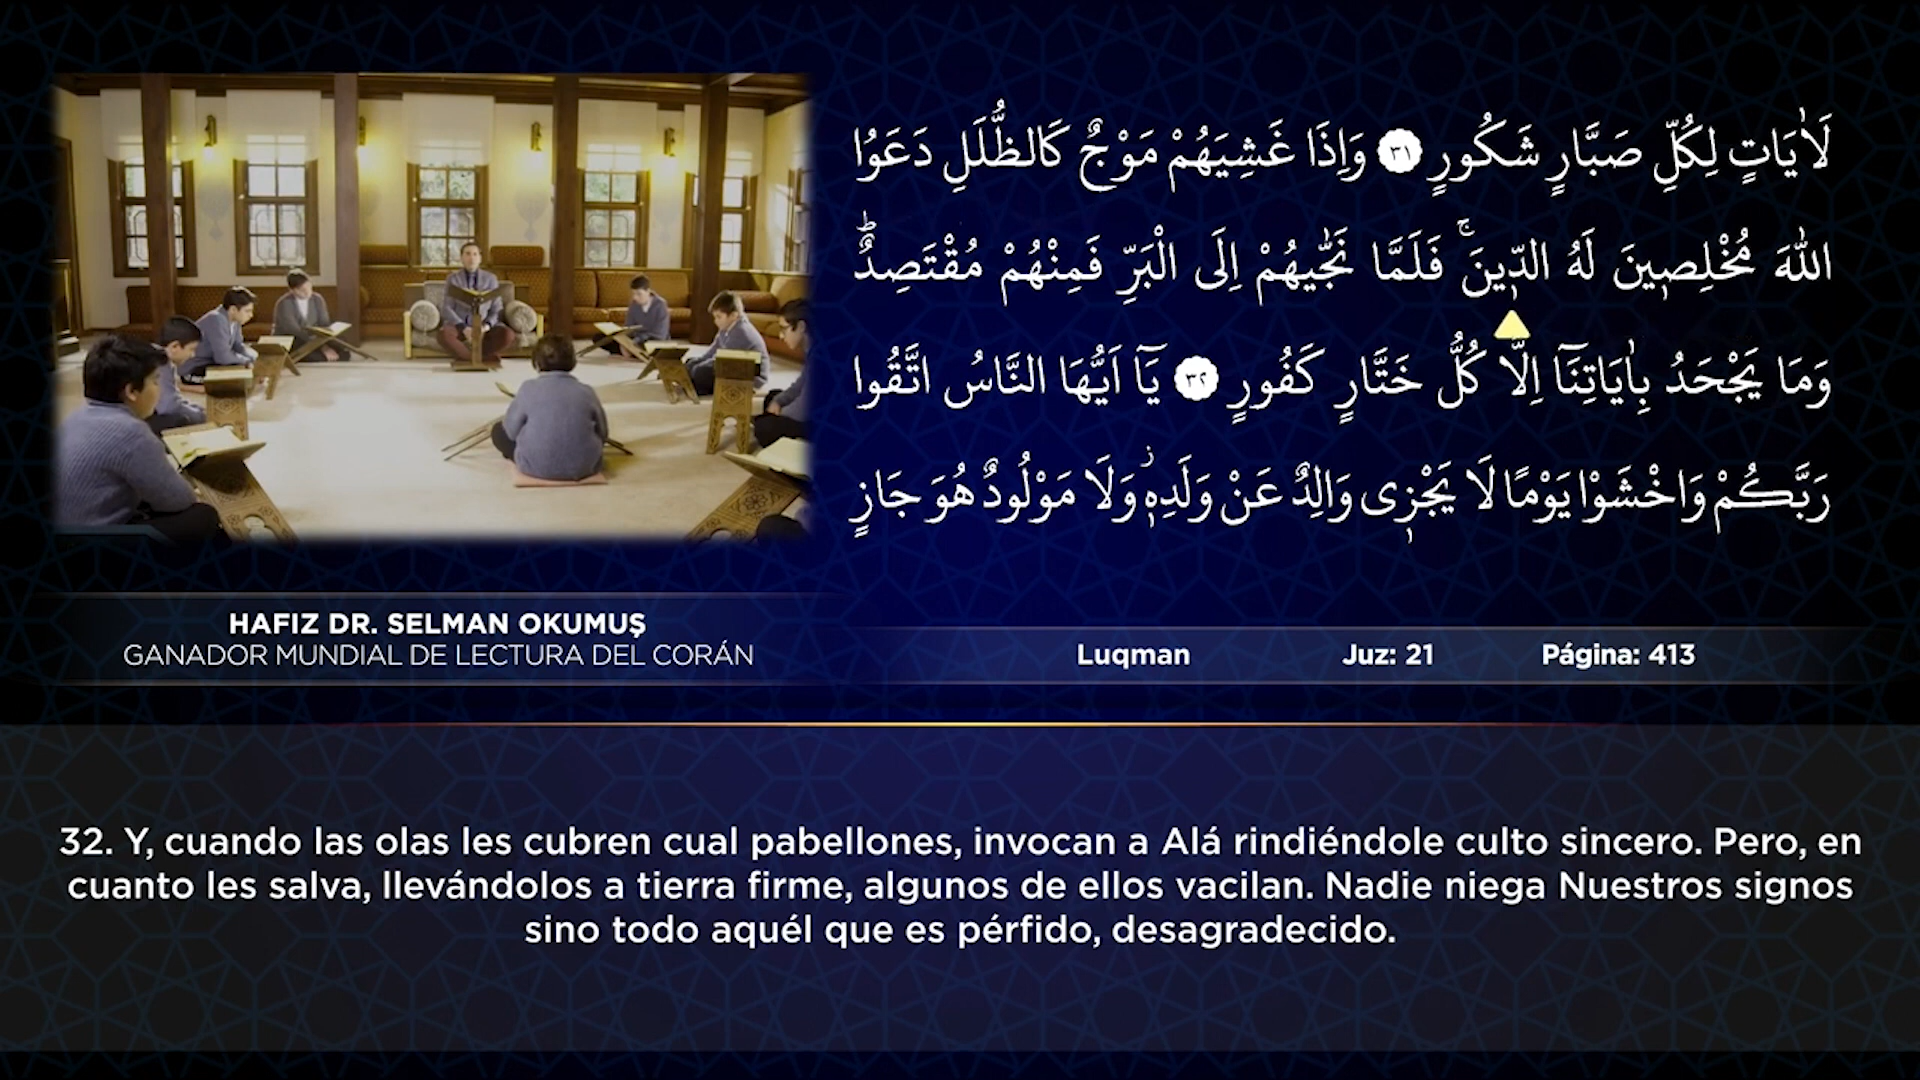 لَاٰيَاتٍ لِكُلِّ صَبَّارٍ شَكُورٍ ٣١ وَاِذَا غَشِيَهُمْ مَوْجٌ كَالظُّلَلِ دَعَوُا
اللّٰهَ مُخْلِصٖينَ لَهُ الدّٖينَۚ فَلَمَّا نَجّٰيهُمْ اِلَى الْبَرِّ فَمِنْهُمْ مُقْتَصِدٌؕ
وَمَا يَجْحَدُ بِاٰيَاتِنَٓا اِلَّا كُلُّ خَتَّارٍ كَفُورٍ ٣٢ يَٓا اَيُّهَا النَّاسُ اتَّقُوا
رَبَّكُمْ وَاخْشَوْا يَوْمًا لَا يَجْزٖى وَالِدٌ عَنْ وَلَدِهٖؗ وَلَا مَوْلُودٌ هُوَ جَازٍ
HAFIZ DR. SELMAN OKUMUŞ
GANADOR MUNDIAL DE LECTURA DEL CORÁN
Luqman Juz: 21 Página: 413
32. Y, cuando las olas les cubren cual pabellones, invocan a Alá rindiéndole culto sincero. Pero, en
cuanto les salva, llevándolos a tierra firme, algunos de ellos vacilan. Nadie niega Nuestros signos
sino todo aquél que es pérfido, desagradecido.